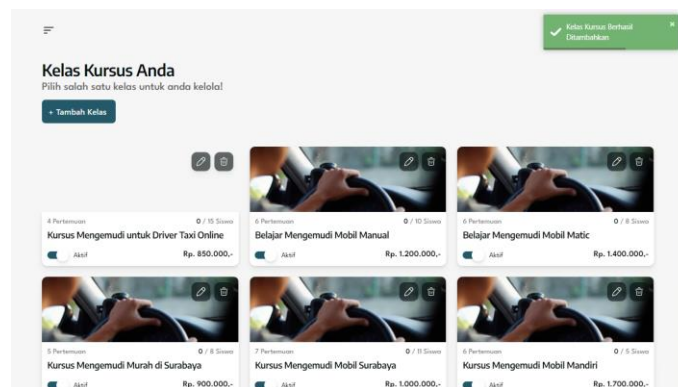 Kelas Kursus Berhasil
Ditambahkan
Kelas Kursus Anda
Pilih salah satu kelas untuk anda kelola!
+ Tambah Kelas
4 Pertemuan 0 / 15 Siswa
Kursus Mengemudi untuk Driver Taxi Online
Aktif Rp. 850.000,-
6 Pertemuan 0 / 10 Siswa
Belajar Mengemudi Mobil Manual
Aktif Rp. 1.200.000,-
6 Pertemuan 0 / 8 Siswa
Belajar Mengemudi Mobil Matic
Aktif Rp. 1.400.000,-
5 Pertemuan 0 / 8 Siswa
Kursus Mengemudi Murah di Surabaya
Aktif Rp. 900.000,-
7 Pertemuan 0 / 11 Siswa
Kursus Mengemudi Mobil Surabaya
Aktif Rp. 1.000.000,-
6 Pertemuan 0 / 5 Siswa
Kursus Mengemudi Mobil Mandiri
Aktif Rp. 1.700.000,-